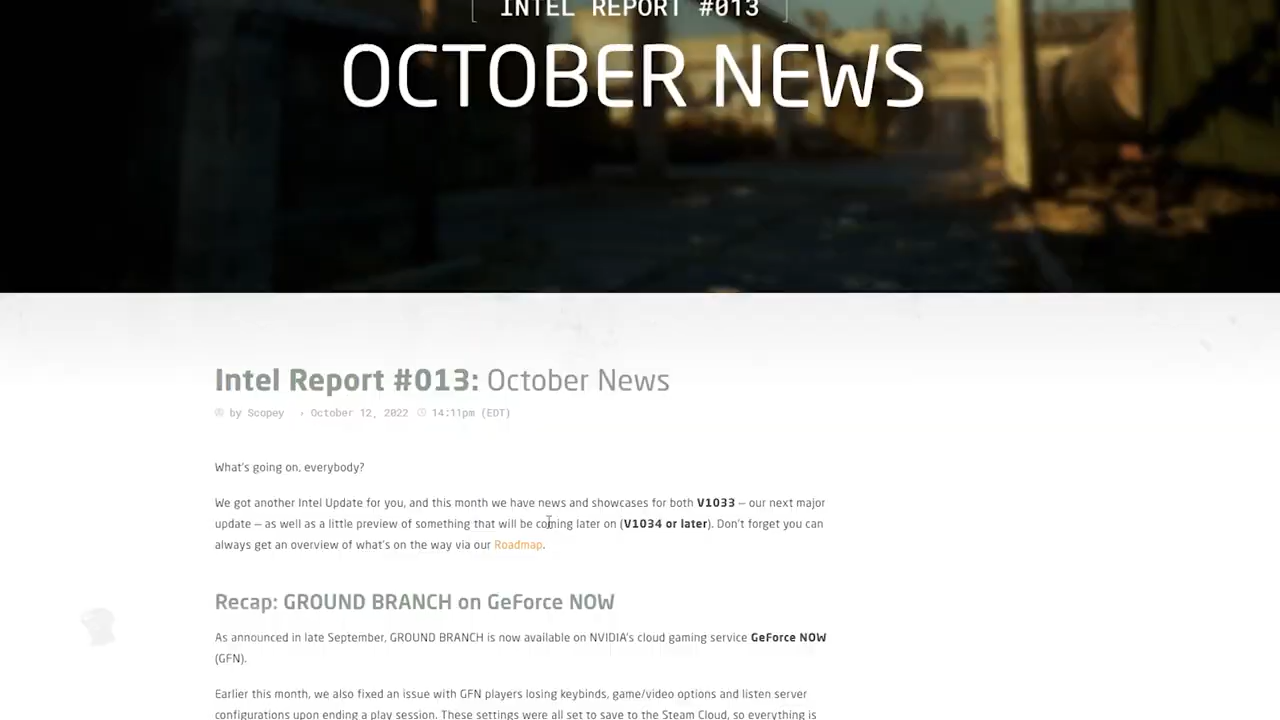 INTEL REPORT #013
OCTOBER NEWS
Intel Report #013: October News
by Scopey › October 12, 2022 14:11pm (EDT)
What's going on, everybody?
We got another Intel Update for you, and this month we have news and showcases for both V1033 – our next major
update – as well as a little preview of something that will be coming later on (V1034 or later). Don't forget you can
always get an overview of what's on the way via our Roadmap.
Recap: GROUND BRANCH on GeForce NOW
As announced in late September, GROUND BRANCH is now available on NVIDIA's cloud gaming service GeForce NOW
(GFN).
Earlier this month, we also fixed an issue with GFN players losing keybinds, game/video options and listen server
configurations upon ending a play session. These settings were all set to save to the Steam Cloud, so everything is